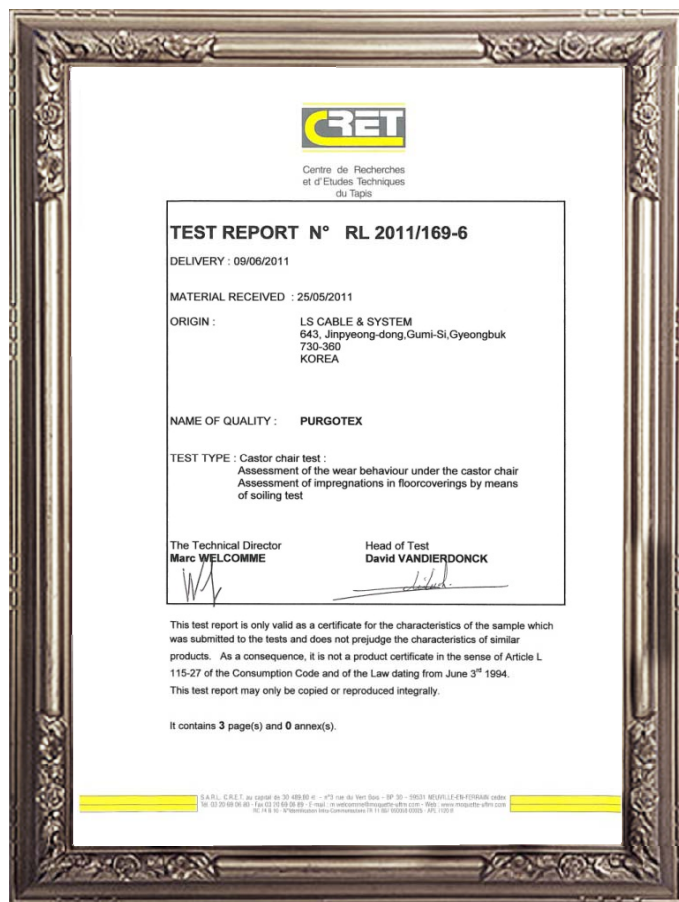 CRET
Centre de Recherches
et d'Etudes Techniques
du Tapis
TEST REPORT N° RL 2011/169-6
DELIVERY : 09/06/2011
MATERIAL RECEIVED : 25/05/2011
ORIGIN : LS CABLE & SYSTEM
643, Jinpyeong-dong,Gumi-Si,Gyeongbuk
730-360
KOREA
NAME OF QUALITY : PURGOTEX
TEST TYPE : Castor chair test :
Assessment of the wear behaviour under the castor chair
Assessment of impregnations in floorcoverings by means
of soiling test
The Technical Director Head of Test
Marc WELCOMME David VANDIERDONCK
This test report is only valid as a certificate for the characteristics of the sample which
was submitted to the tests and does not prejudge the characteristics of similar
products. As a consequence, it is not a product certificate in the sense of Article L
115-27 of the Consumption Code and of the Law dating from June 3rd 1994.
This test report may only be copied or reproduced integrally.
It contains 3 page(s) and 0 annex(s).